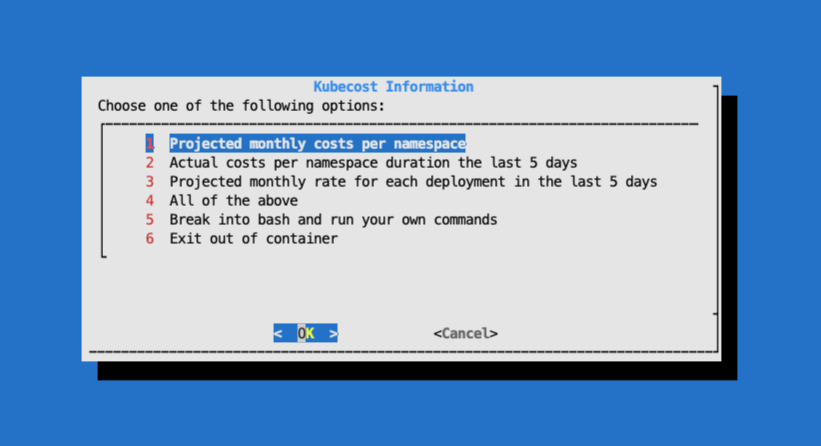 Kubecost Information
Choose one of the following options:
1 Projected monthly costs per namespace
2 Actual costs per namespace duration the last 5 days
3 Projected monthly rate for each deployment in the last 5 days
4 All of the above
5 Break into bash and run your own commands
6 Exit out of container
< OK > <Cancel>